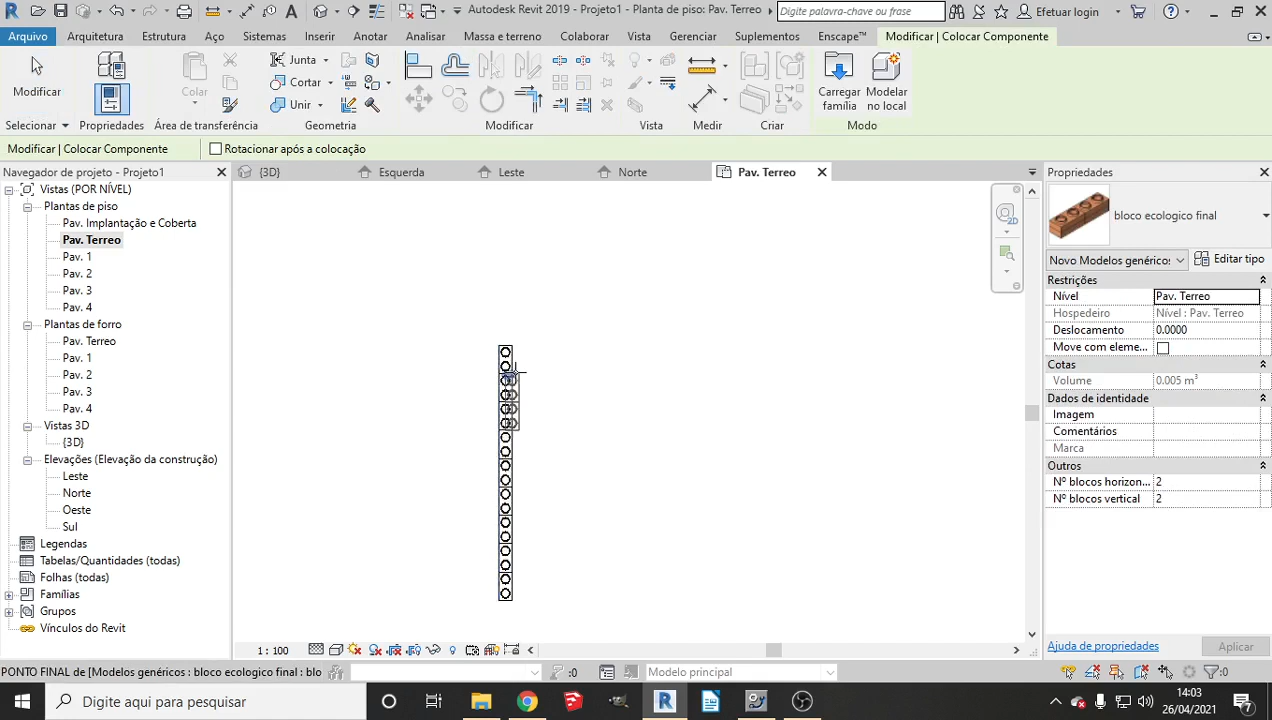 Autodesk Revit 2019 - Projeto1 - Planta de piso: Pav. Terreo
Digite palavra-chave ou frase
Efetuar login
Arquivo Arquitetura Estrutura Aço Sistemas Inserir Anotar Analisar Massa e terreno Colaborar Vista Gerenciar Suplementos Enscape™ Modificar | Colocar Componente
Modificar
Colar
Junta
Cortar
Unir
Carregar família
Modelar no local
Selecionar Propriedades Área de transferência Geometria Modificar Vista Medir Criar Modo
Modificar | Colocar Componente Rotacionar após a colocação
Navegador de projeto - Projeto1
{3D} Esquerda Leste Norte Pav. Terreo
Vistas (POR NÍVEL)
Plantas de piso
Pav. Implantação e Coberta
Pav. Terreo
Pav. 1
Pav. 2
Pav. 3
Pav. 4
Plantas de forro
Pav. Terreo
Pav. 1
Pav. 2
Pav. 3
Pav. 4
Vistas 3D
{3D}
Elevações (Elevação da construção)
Leste
Norte
Oeste
Sul
Legendas
Tabelas/Quantidades (todas)
Folhas (todas)
Famílias
Grupos
Vínculos do Revit
2D
Propriedades
bloco ecologico final
Novo Modelos genérico: Editar tipo
Restrições
Nível Pav. Terreo
Hospedeiro Nível : Pav. Terreo
Deslocamento 0.0000
Move com eleme...
Cotas
Volume 0.005 m³
Dados de identidade
Imagem
Comentários
Marca
Outros
Nº blocos horizon... 2
Nº blocos vertical 2
Ajuda de propriedades Aplicar
1 : 100
PONTO FINAL de [Modelos genéricos : bloco ecologico final : blo
:0
Modelo principal
:0
Digite aqui para pesquisar
14:03
26/04/2021
7